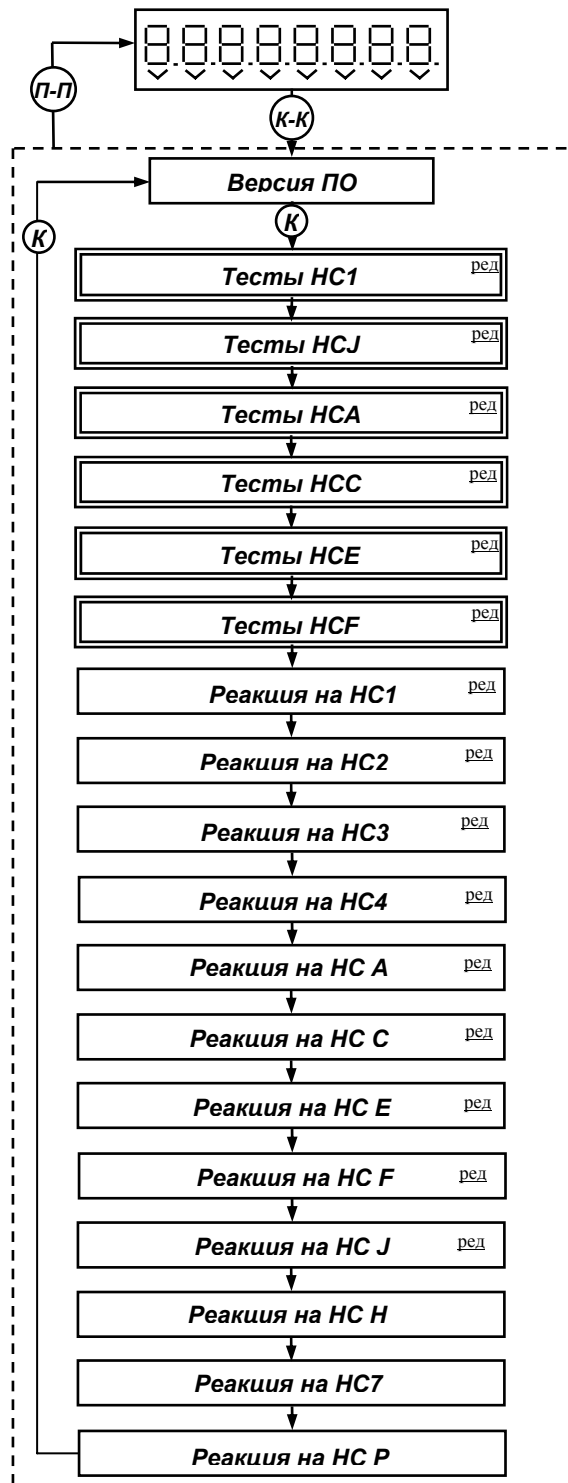 П-П
К-К
Версия ПО
К
К
Тесты НС1 ред
Тесты НСJ ред
Тесты НСА ред
Тесты НСС ред
Тесты НСЕ ред
Тесты НСF ред
Реакция на НС1 ред
Реакция на НС2 ред
Реакция на НС3 ред
Реакция на НС4 ред
Реакция на НС А ред
Реакция на НС С ред
Реакция на НС Е ред
Реакция на НС F ред
Реакция на НС J ред
Реакция на НС Н
Реакция на НС7
Реакция на НС Р